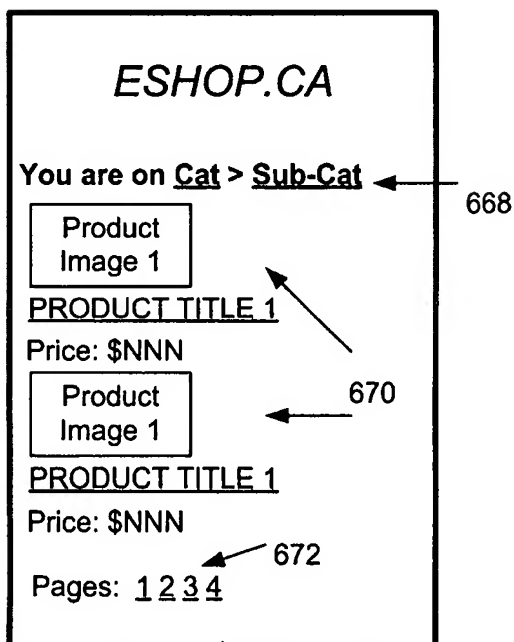 ESHOP.CA
You are on Cat > Sub-Cat
668
Product
Image 1
PRODUCT TITLE 1
Price: $NNN
670
Product
Image 1
PRODUCT TITLE 1
Price: $NNN
672
Pages: 1 2 3 4